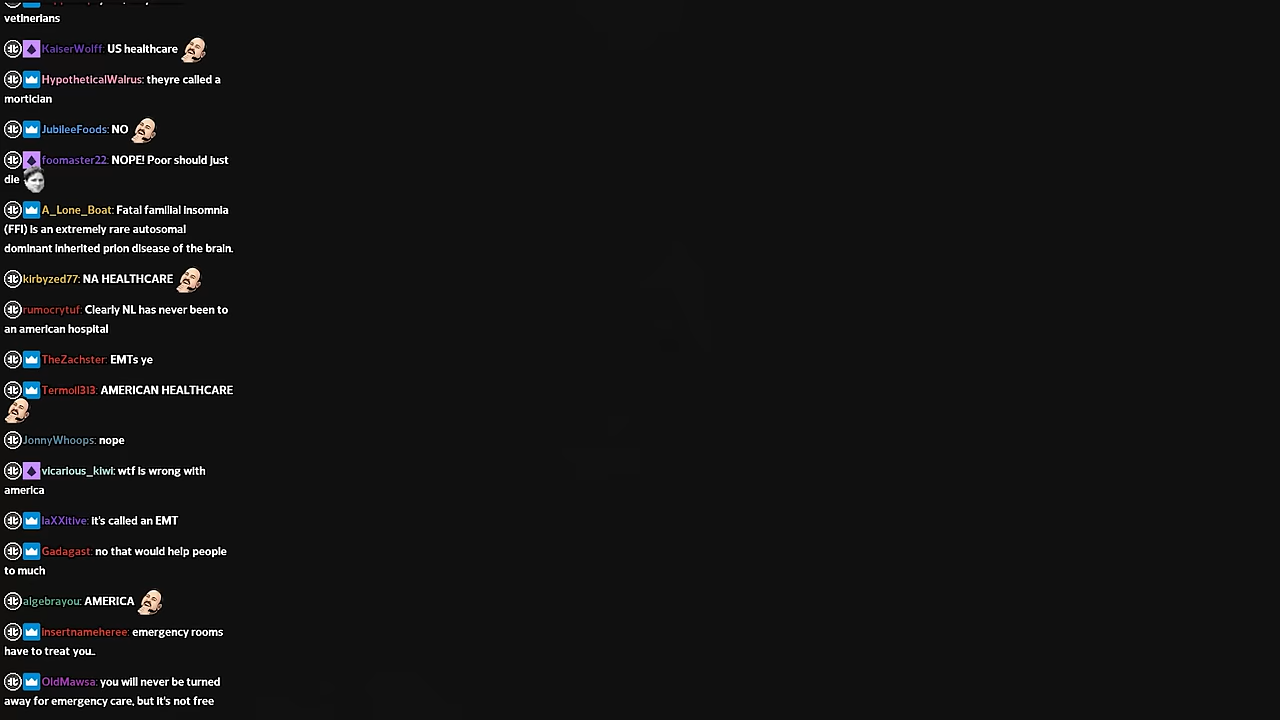 vetinerians
KaiserWolff: US healthcare
HypotheticalWalrus: theyre called a
mortician
JubileeFoods: NO
foomaster22: NOPE! Poor should just
die
A_Lone_Boat: Fatal familial insomnia
(FFI) is an extremely rare autosomal
dominant inherited prion disease of the brain.
kirbyzed77: NA HEALTHCARE
rumocrytuf: Clearly NL has never been to
an american hospital
TheZachster: EMTs ye
Termoil313: AMERICAN HEALTHCARE
JonnyWhoops: nope
vicarious_kiwi: wtf is wrong with
america
laXXitive: it's called an EMT
Gadagast: no that would help people
to much
algebrayou: AMERICA
Insertnameheree: emergency rooms
have to treat you..
OldMawsa: you will never be turned
away for emergency care, but it's not free